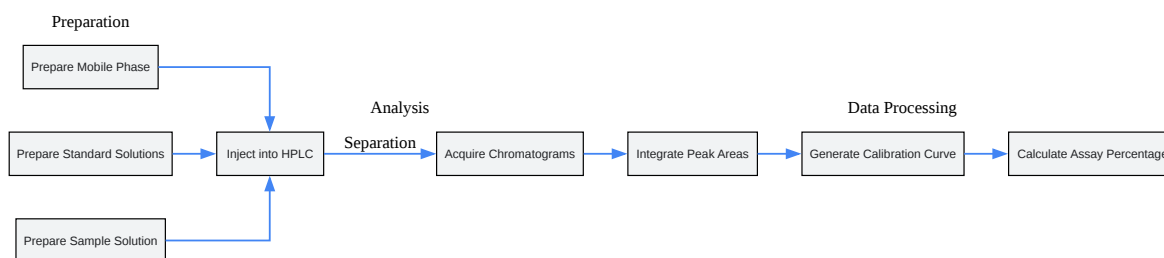 Preparation
Prepare Mobile Phase
Analysis
Data Processing
Prepare Standard Solutions
Inject into HPLC
Separation
Acquire Chromatograms
Integrate Peak Areas
Generate Calibration Curve
Calculate Assay Percentage
Prepare Sample Solution